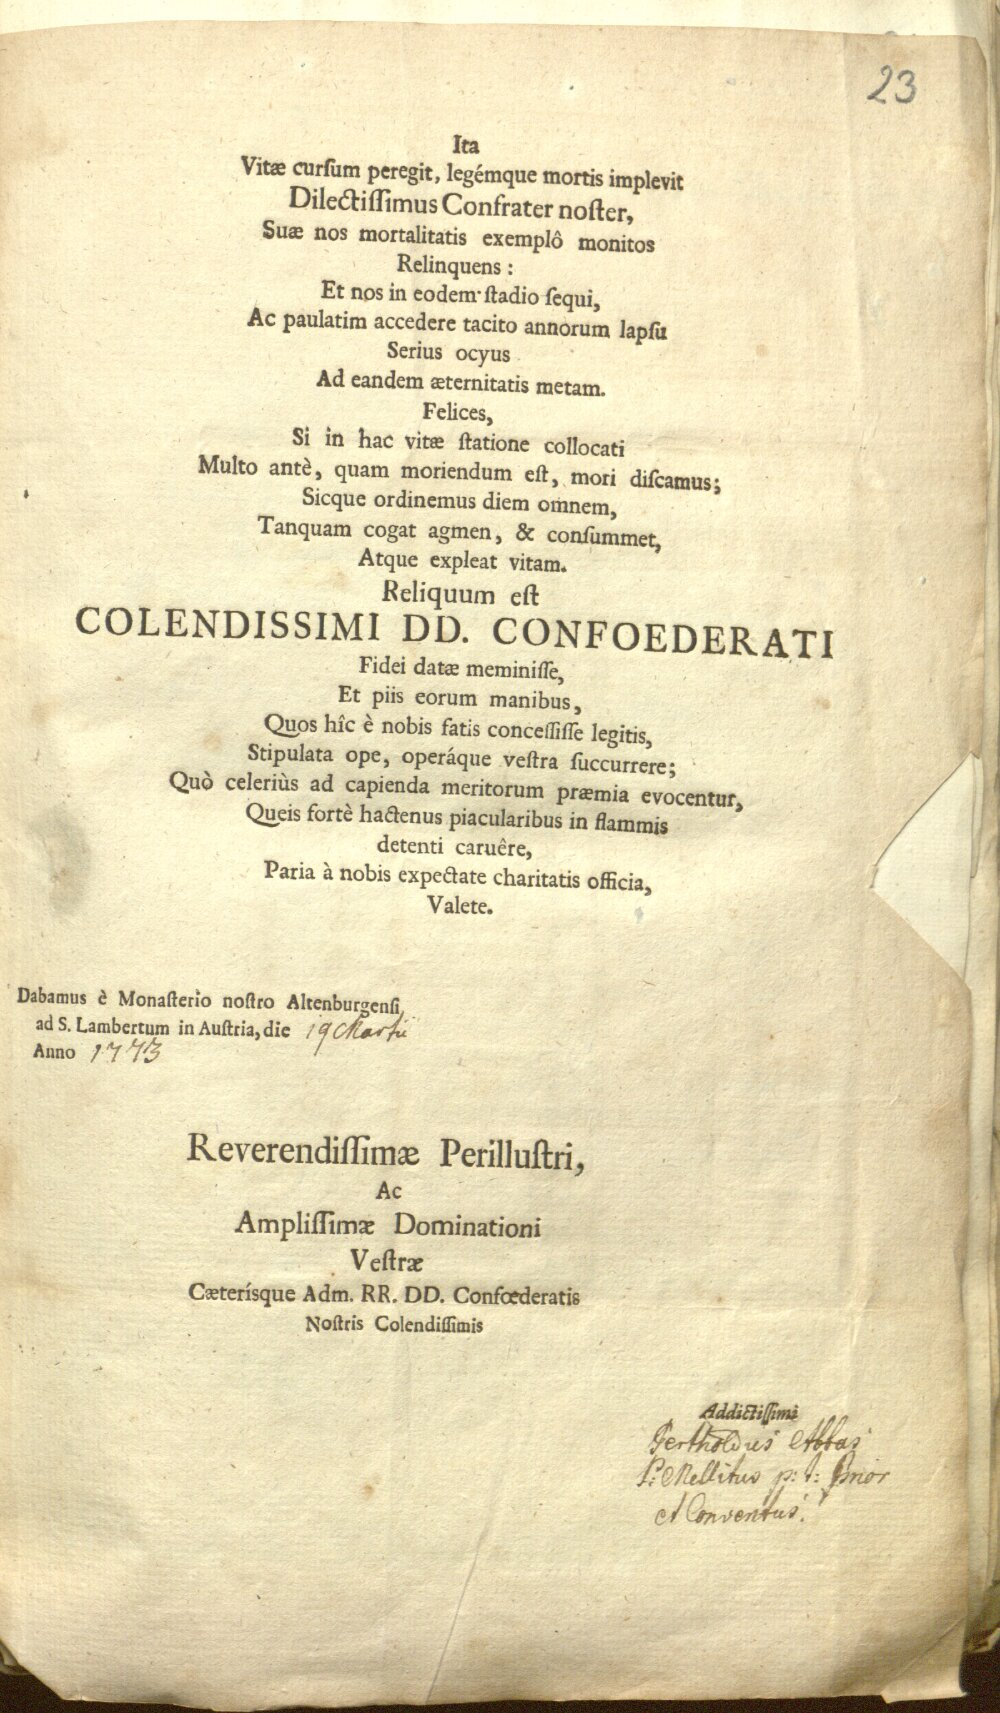 23
Ita
Vitæ curſum peregit, legémque mortis implevit
Dilectiſſimus Confrater noſter,
Suæ nos mortalitatis exemplô monitos
Relinquens :
Et nos in eodem ſtadio ſequi,
Ac paulatim accedere tacito annorum lapſu
Serius ocyus
Ad eandem æternitatis metam.
Felices,
Si in hac vitæ ſtatione collocati
Multo antè, quam moriendum eſt, mori diſcamus;
Sicque ordinemus diem omnem,
Tanquam cogat agmen, & conſummet,
Atque expleat vitam.
Reliquum eſt
COLENDISSIMI DD. CONFOEDERATI
Fidei datæ meminiſſe,
Et piis eorum manibus,
Quos hîc è nobis fatis conceſſiſſe legitis,
Stipulata ope, operáque veſtra ſuccurrere;
Quò celeriùs ad capienda meritorum præmia evocentur,
Queis fortè hactenus piacularibus in flammis
detenti caruêre,
Paria à nobis expectate charitatis officia,
Valete.
Dabamus è Monaſterio noſtro Altenburgenſi
ad S. Lambertum in Auſtria, die 19 Martii
Anno 1773
Reverendiſſimæ Perilluſtri,
Ac
Ampliſſimæ Dominationi
Veſtræ
Cæterísque Adm. RR. DD. Confœderatis
Noſtris Colendiſſimis
Addictiſſimi
Bertholdus Abbas
P: Mellitus p: t: Prior
et Conventus.